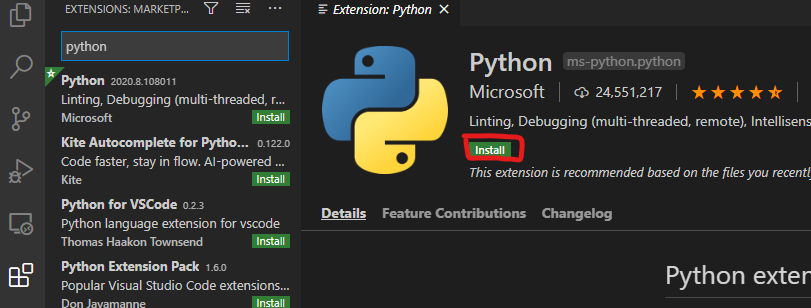 EXTENSIONS: MARKETP...
python
Python 2020.8.108011
Linting, Debugging (multi-threaded, r...
Microsoft Install
Kite Autocomplete for Pytho... 0.122.0
Code faster, stay in flow. AI-powered ...
Kite Install
Python for VSCode 0.2.3
Python language extension for vscode
Thomas Haakon Townsend Install
Python Extension Pack 1.6.0
Popular Visual Studio Code extensions...
Don Jayamanne Install
Extension: Python
Python ms-python.python
Microsoft 24,551,217
Linting, Debugging (multi-threaded, remote), Intellisens
Install
This extension is recommended based on the files you recently
Details Feature Contributions Changelog
Python exten